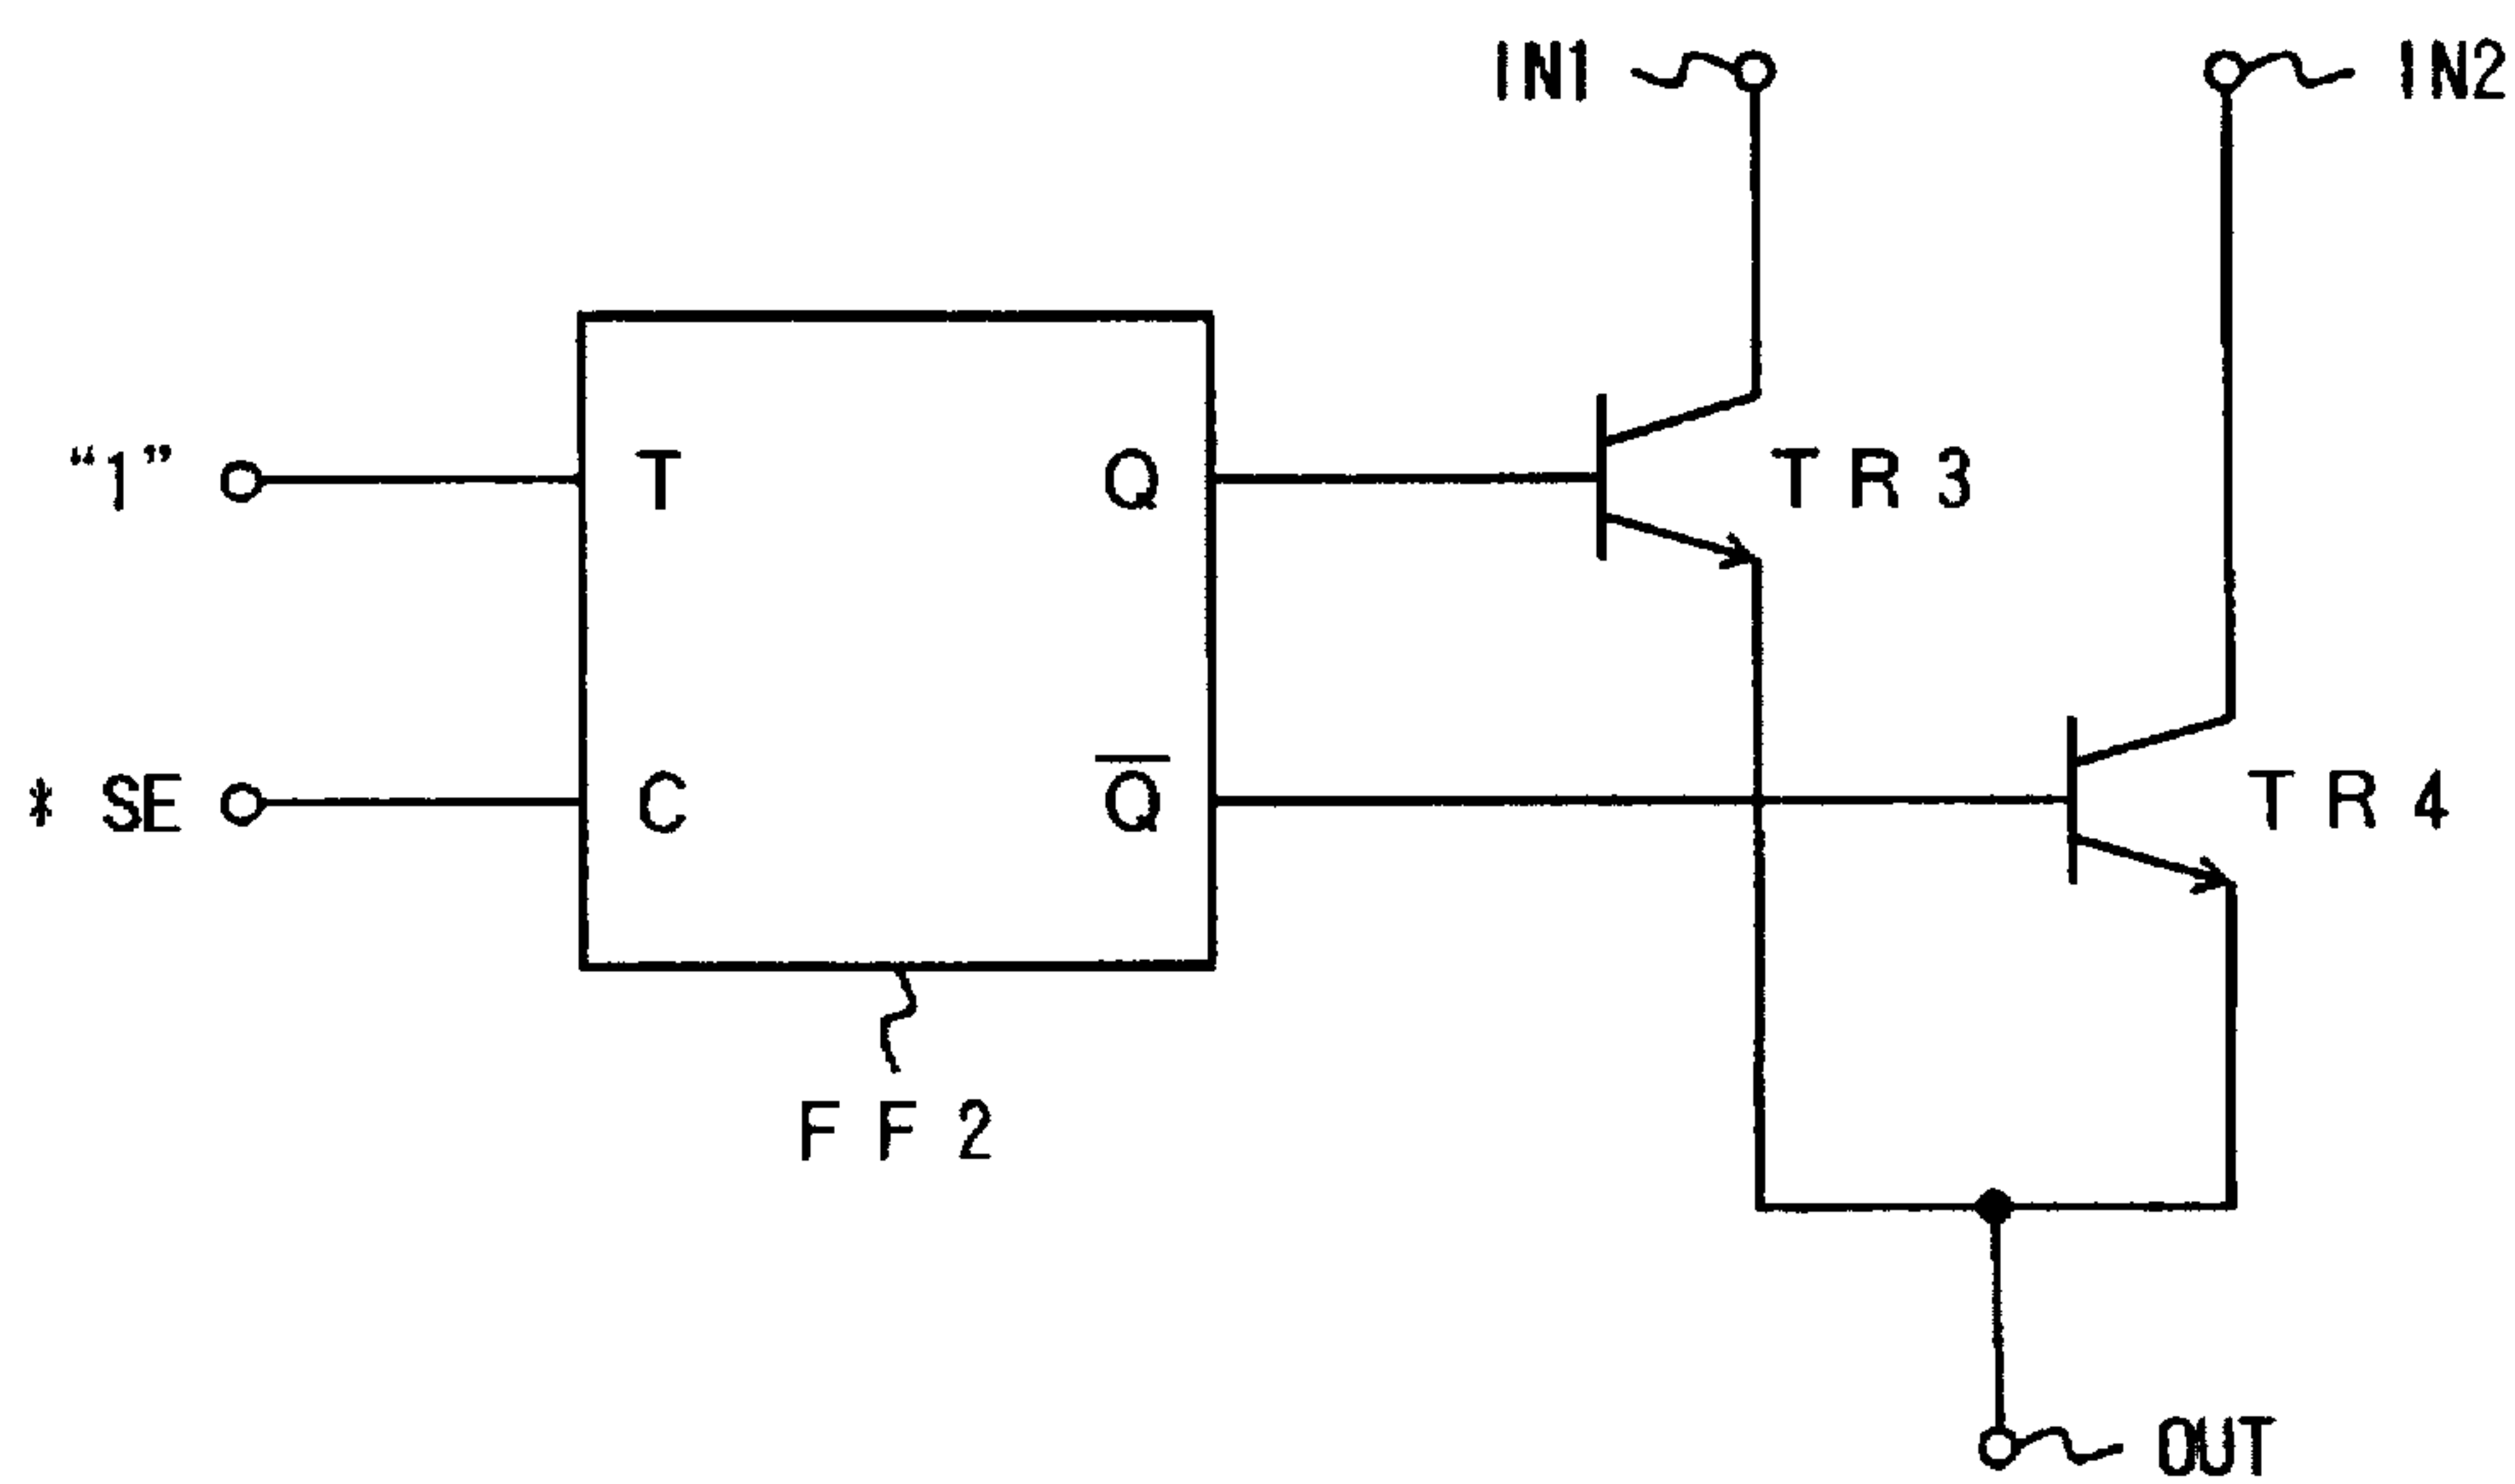 IN1
IN2
“1”
T
Q
TR3
* SE
C
Q̅
TR4
FF2
OUT